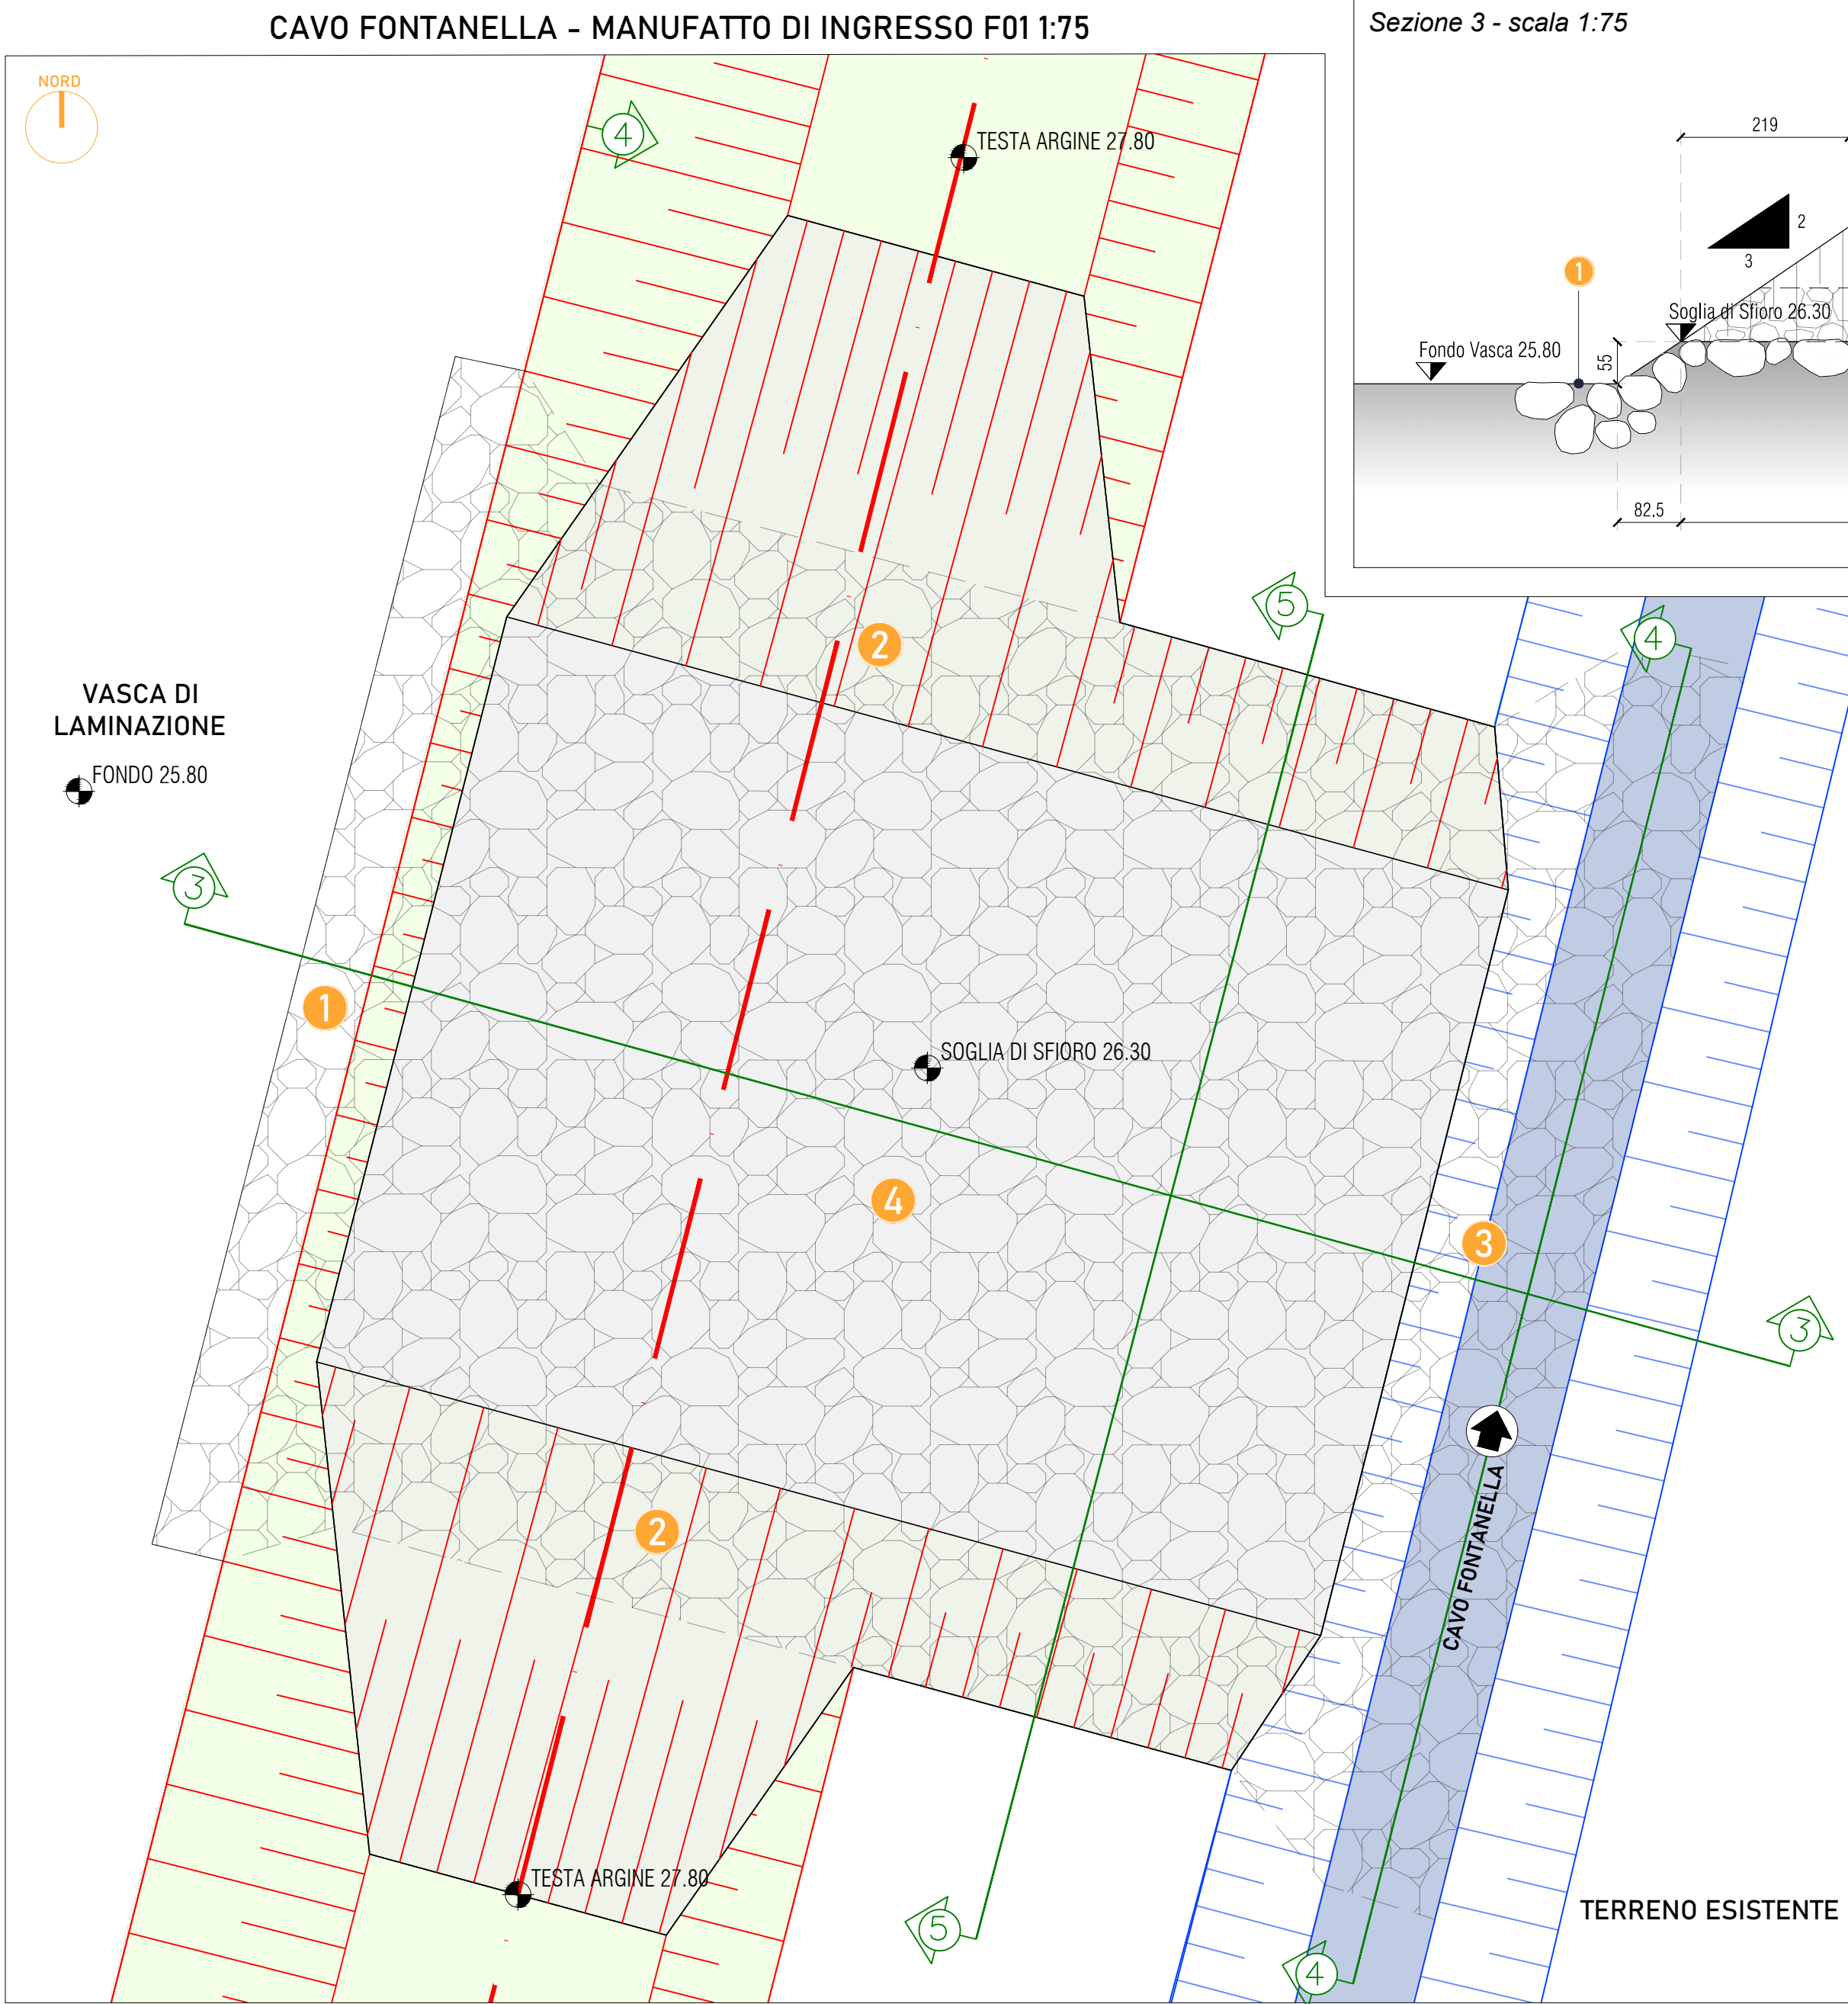 CAVO FONTANELLA - MANUFATTO DI INGRESSO F01 1:75
Sezione 3 - scala 1:75
NORD
4
TESTA ARGINE 27.80
219
2
3
1
Soglia di Sfioro 26.30
Fondo Vasca 25.80
55
82.5
5
4
2
VASCA DI
LAMINAZIONE
FONDO 25.80
3
1
SOGLIA DI SFIORO 26.30
4
3
3
CAVO FONTANELLA
2
TESTA ARGINE 27.80
5
TERRENO ESISTENTE
4